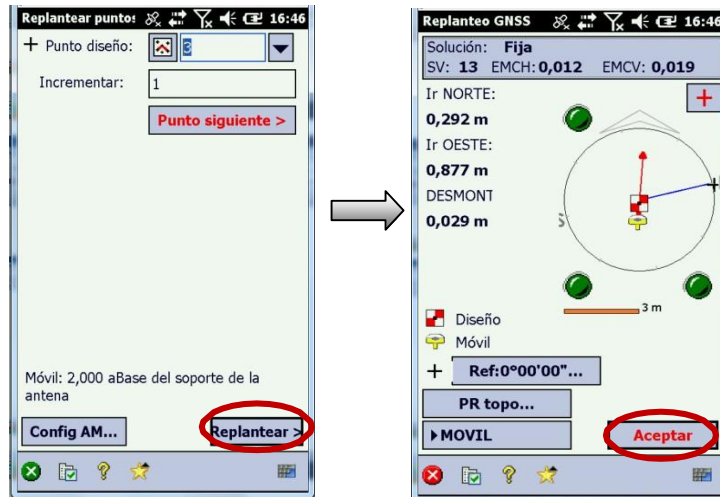 Replantear punto: 16:46
Punto diseño: 3
Incrementar: 1
Punto siguiente >
Móvil: 2,000 aBase del soporte de la
antena
Config AM...
Replantear >
Replanteo GNSS 16:46
Solución: Fija
SV: 13 EMCH: 0,012 EMCV: 0,019
Ir NORTE:
0,292 m
Ir OESTE:
0,877 m
DESMONT
0,029 m
S
3 m
Diseño
Móvil
Ref:0°00'00"...
PR topo...
MOVIL
Aceptar